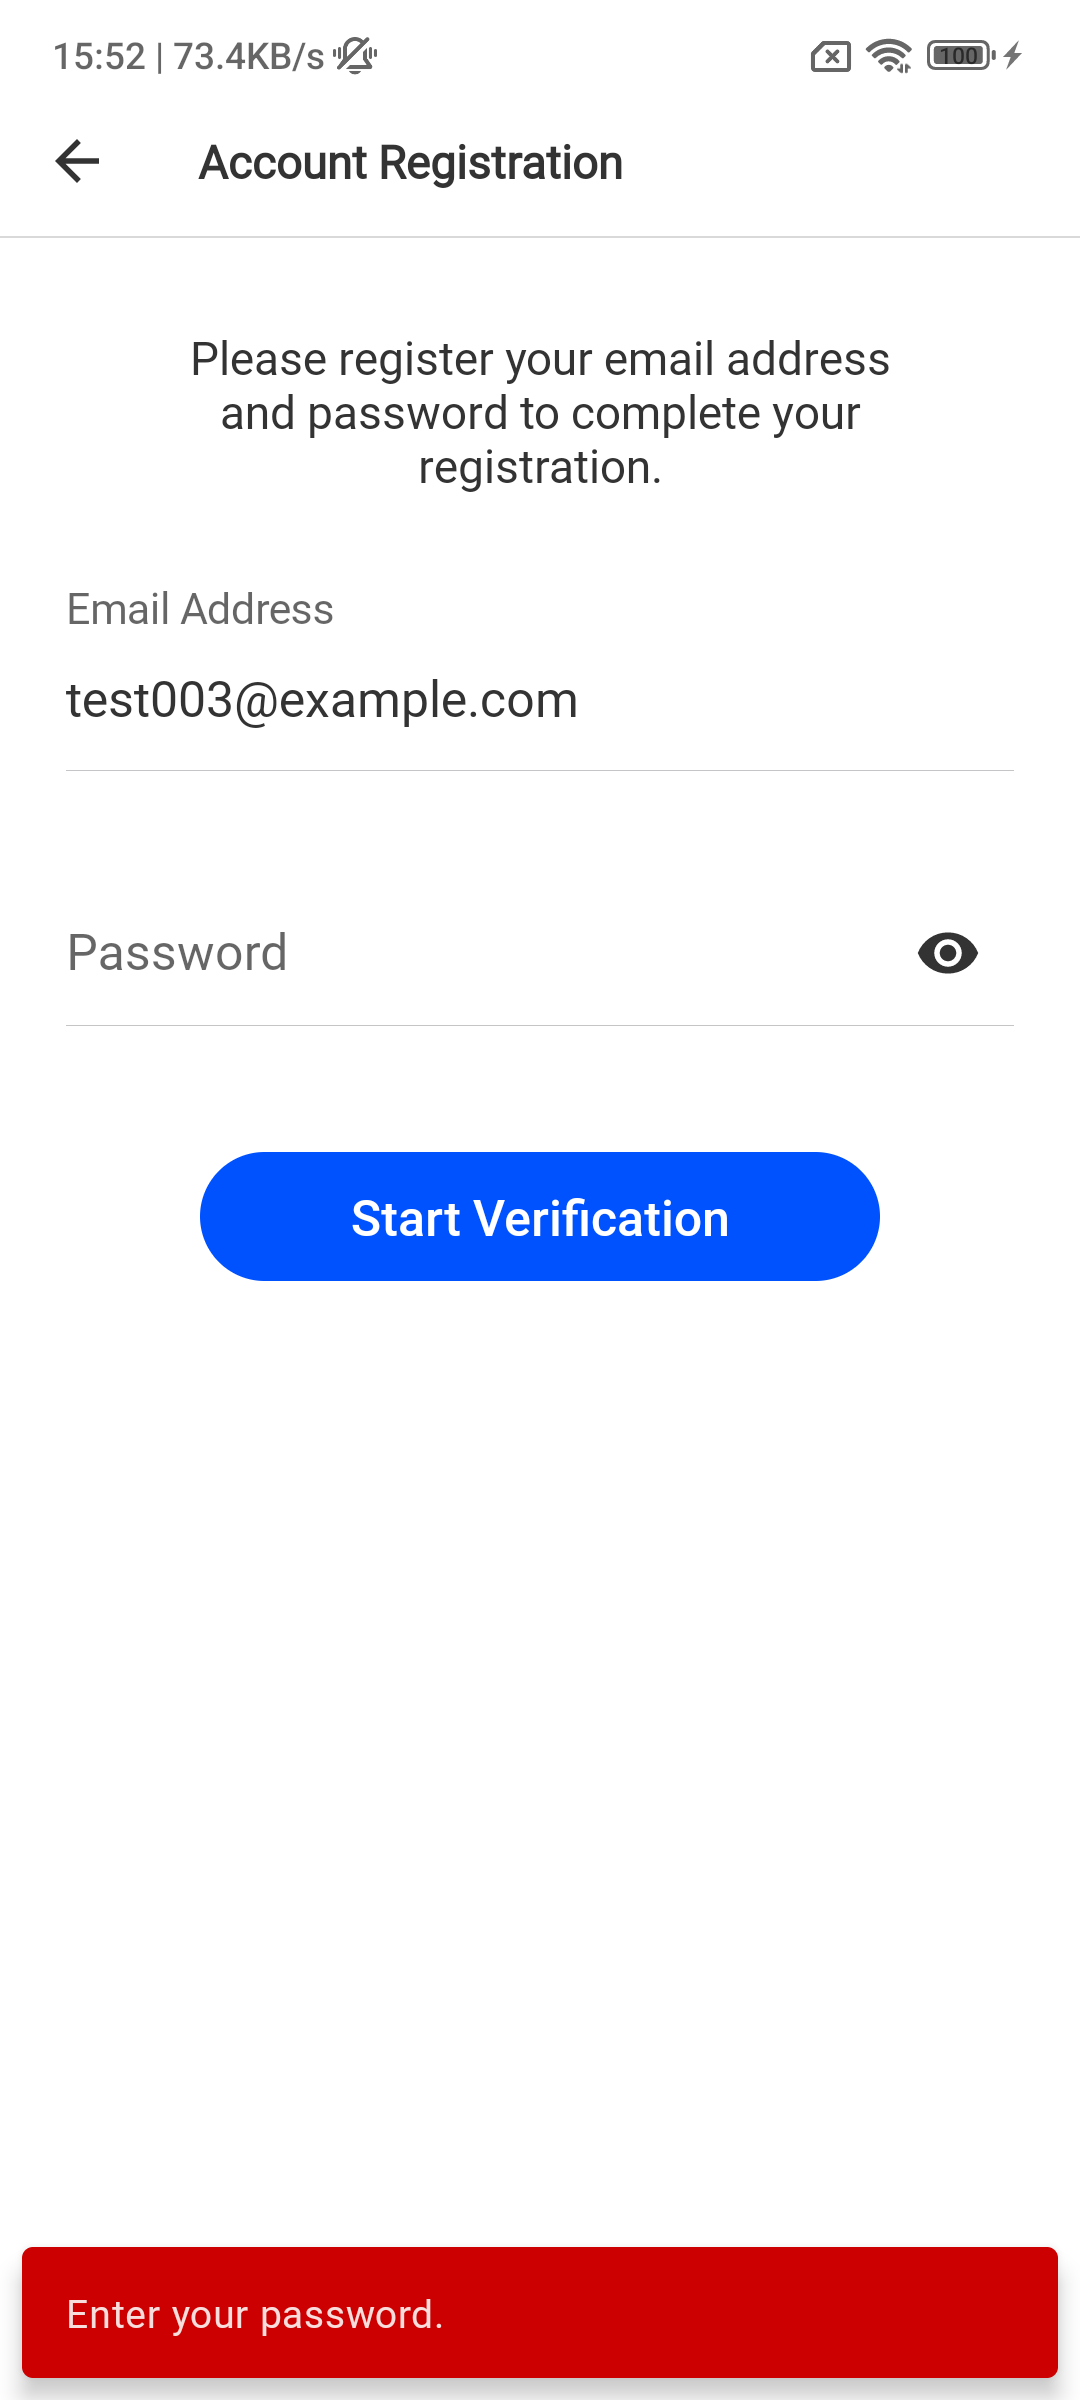 15:52 | 73.4KB/s
100
Account Registration
Please register your email address
and password to complete your
registration.
Email Address
test003@example.com
Password
Start Verification
Enter your password.